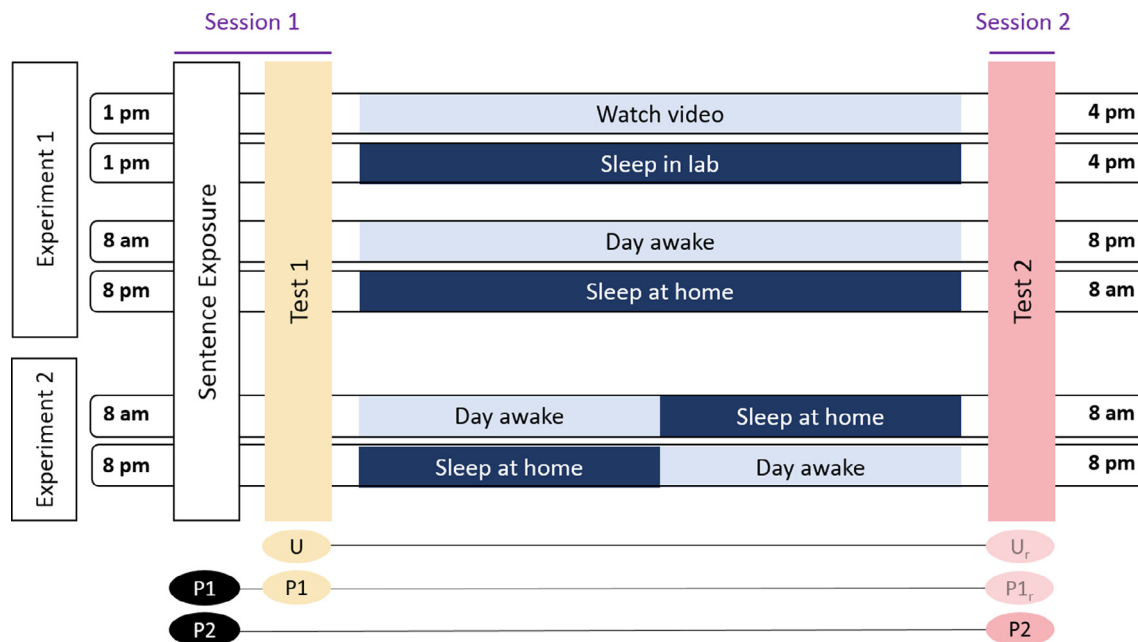 Session 1
Session 2
Experiment 1
Sentence Exposure
Test 1
Test 2
1 pm
Watch video
4 pm
1 pm
Sleep in lab
4 pm
8 am
Day awake
8 pm
8 pm
Sleep at home
8 am
Experiment 2
8 am
Day awake
Sleep at home
8 am
8 pm
Sleep at home
Day awake
8 pm
U
Uᵣ
P1
P1
P1ᵣ
P2
P2